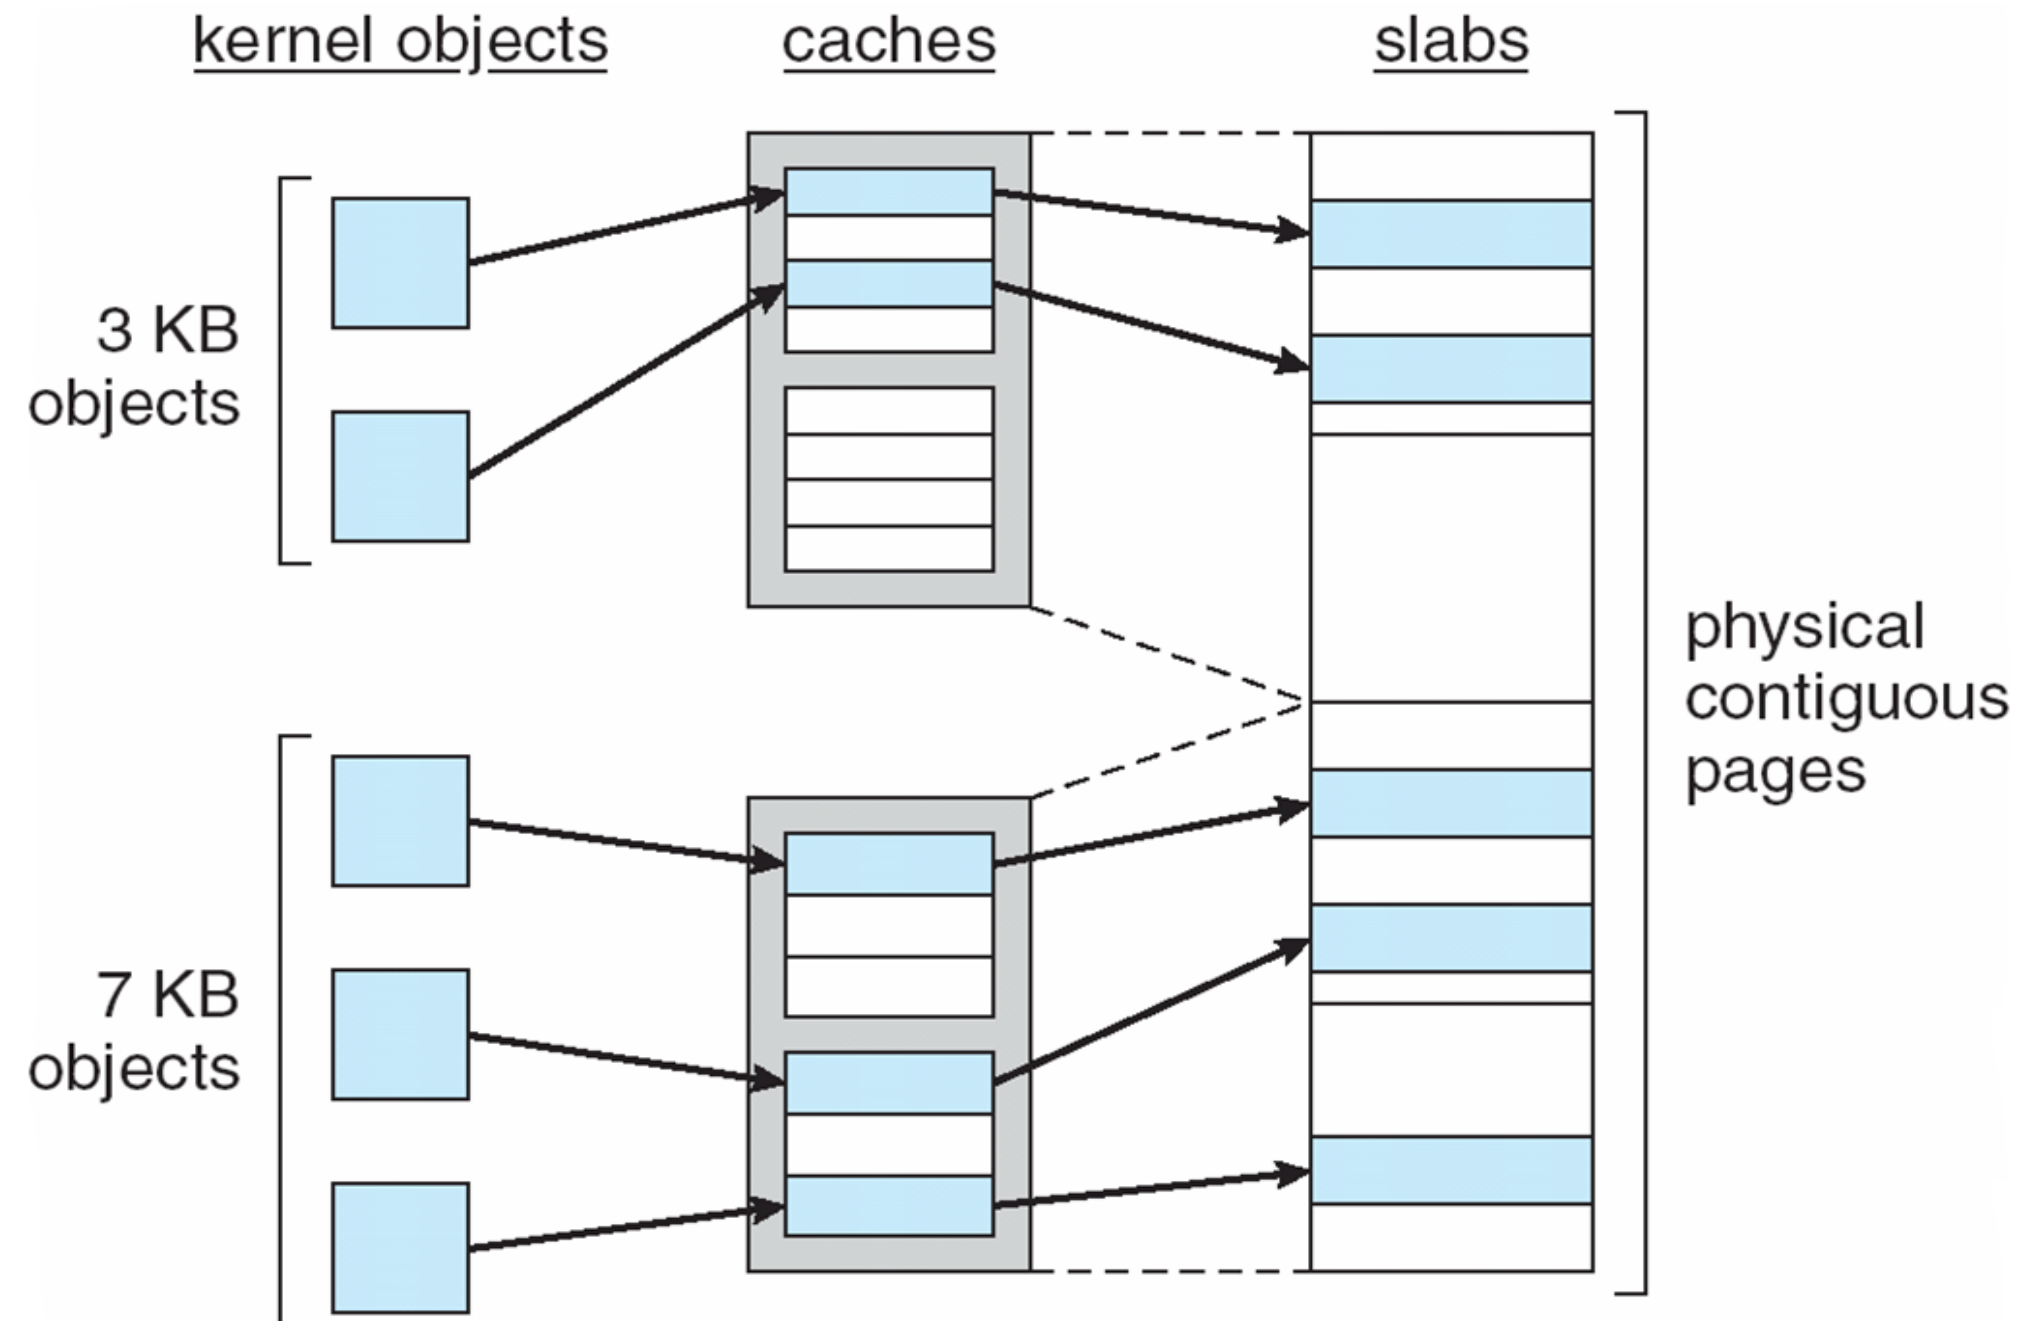 kernel objects
caches
slabs
3 KB
objects
7 KB
objects
physical
contiguous
pages